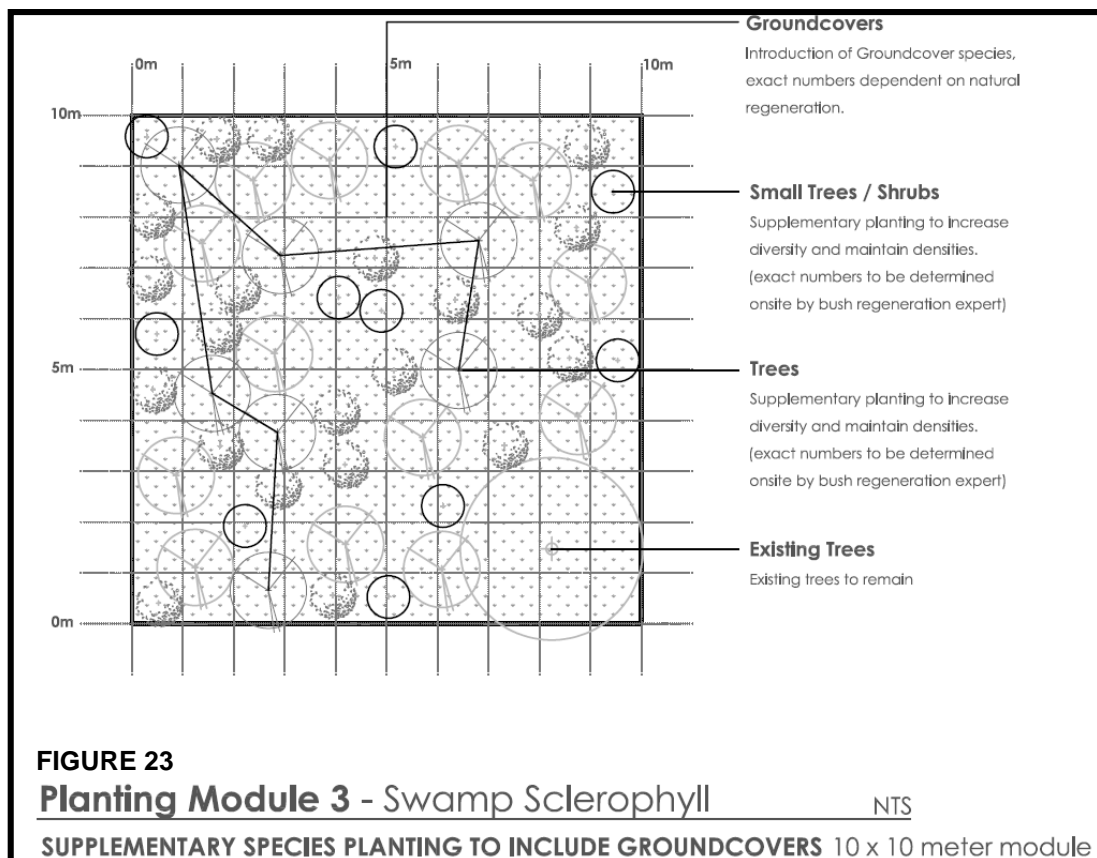 Groundcovers
Introduction of Groundcover species,
exact numbers dependent on natural
regeneration.
0m
5m
10m
10m
Small Trees / Shrubs
Supplementary planting to increase
diversity and maintain densities.
(exact numbers to be determined
onsite by bush regeneration expert)
5m
Trees
Supplementary planting to increase
diversity and maintain densities.
(exact numbers to be determined
onsite by bush regeneration expert)
Existing Trees
Existing trees to remain
0m
FIGURE 23
Planting Module 3 - Swamp Sclerophyll NTS
SUPPLEMENTARY SPECIES PLANTING TO INCLUDE GROUNDCOVERS 10 x 10 meter module